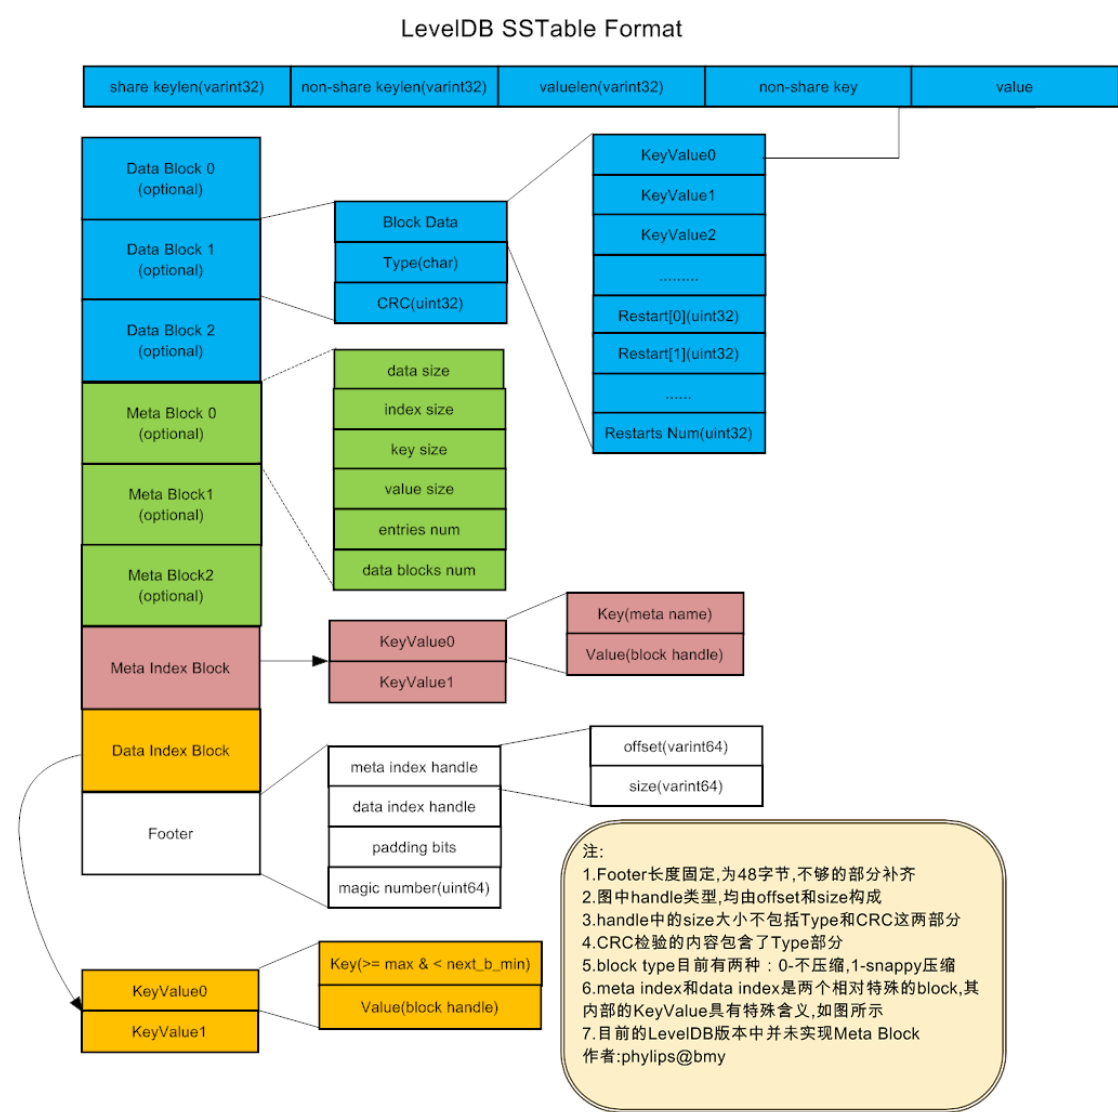 LevelDB SSTable Format
share keylen(varint32)
non-share keylen(varint32)
valuelen(varint32)
non-share key
value
Data Block 0
(optional)
Data Block 1
(optional)
Data Block 2
(optional)
Meta Block 0
(optional)
Meta Block1
(optional)
Meta Block2
(optional)
Meta Index Block
Data Index Block
Footer
Block Data
Type(char)
CRC(uint32)
KeyValue0
KeyValue1
KeyValue2
.........
Restart[0](uint32)
Restart[1](uint32)
......
Restarts Num(uint32)
data size
index size
key size
value size
entries num
data blocks num
KeyValue0
KeyValue1
Key(meta name)
Value(block handle)
meta index handle
data index handle
padding bits
magic number(uint64)
offset(varint64)
size(varint64)
KeyValue0
KeyValue1
Key(>= max & < next_b_min)
Value(block handle)
注:
1.Footer长度固定,为48字节,不够的部分补齐
2.图中handle类型,均由offset和size构成
3.handle中的size大小不包括Type和CRC这两部分
4.CRC检验的内容包含了Type部分
5.block type目前有两种：0-不压缩,1-snappy压缩
6.meta index和data index是两个相对特殊的block,其
内部的KeyValue具有特殊含义,如图所示
7.目前的LevelDB版本中并未实现Meta Block
作者:phylips@bmy